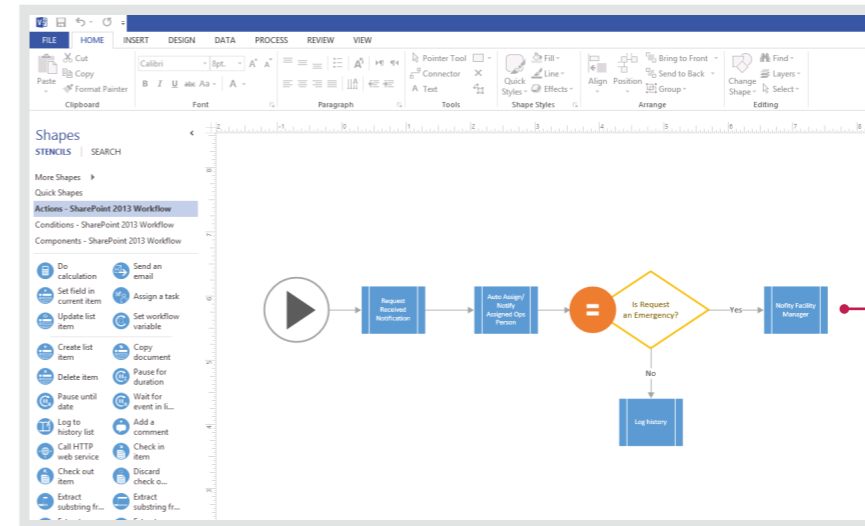 FILE HOME INSERT DESIGN DATA PROCESS REVIEW VIEW
Cut
Copy
Format Painter
Paste
Clipboard
Calibri 8pt.
B I U abc Aa A
Font
Paragraph
Pointer Tool
Connector
A Text
Tools
Quick
Styles
Fill
Line
Effects
Shape Styles
Align Position
Bring to Front
Send to Back
Group
Arrange
Change
Shape
Find
Layers
Select
Editing
Shapes
STENCILS SEARCH
More Shapes
Quick Shapes
Actions - SharePoint 2013 Workflow
Conditions - SharePoint 2013 Workflow
Components - SharePoint 2013 Workflow
Do
calculation
Send an
email
Set field in
current item
Assign a task
Update list
item
Set workflow
variable
Create list
item
Copy
document
Delete item
Pause for
duration
Pause until
date
Wait for
event in li...
Log to
history list
Add a
comment
Call HTTP
web service
Check in
item
Check out
item
Discard
check o...
Extract
substring fr...
Extract
substring fr...
Request
Received
Notification
Auto Assign/
Notify
Assigned Ops
Person
=
Is Request
an Emergency?
Yes
Nofity Facility
Manager
No
Log history